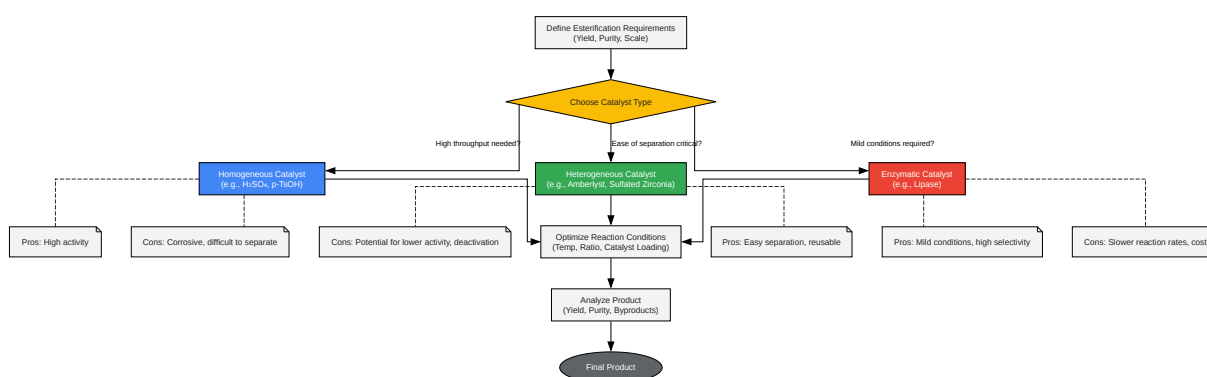 Define Esterification Requirements
(Yield, Purity, Scale)
Choose Catalyst Type
High throughput needed?
Ease of separation critical?
Mild conditions required?
Homogeneous Catalyst
(e.g., H₂SO₄, p-TsOH)
Heterogeneous Catalyst
(e.g., Amberlyst, Sulfated Zirconia)
Enzymatic Catalyst
(e.g., Lipase)
Pros: High activity
Cons: Corrosive, difficult to separate
Cons: Potential for lower activity, deactivation
Optimize Reaction Conditions
(Temp, Ratio, Catalyst Loading)
Pros: Easy separation, reusable
Pros: Mild conditions, high selectivity
Cons: Slower reaction rates, cost
Analyze Product
(Yield, Purity, Byproducts)
Final Product